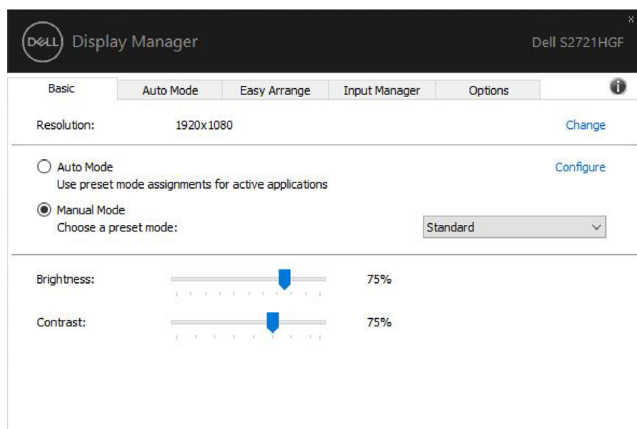 DELL Display Manager
Dell S2721HGF
Basic Auto Mode Easy Arrange Input Manager Options
Resolution: 1920x1080 Change
Auto Mode Configure
Use preset mode assignments for active applications
Manual Mode
Choose a preset mode: Standard
Brightness: 75%
Contrast: 75%